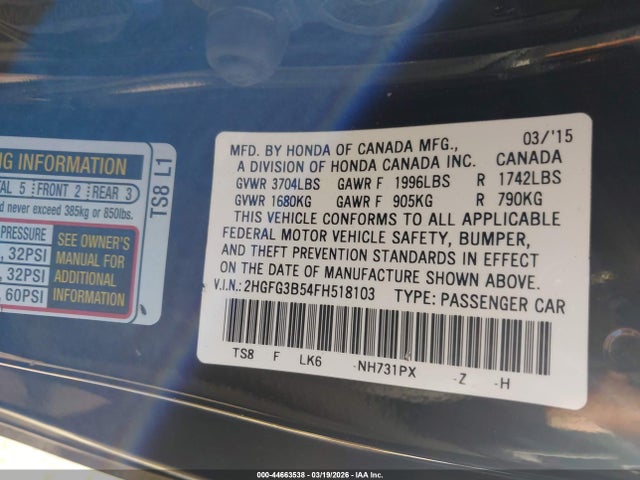 NG INFORMATION
TAL 5 FRONT 2 REAR 3
d never exceed 385kg or 850lbs.
PRESSURE
, 32PSI
, 32PSI
, 60PSI
SEE OWNER'S
MANUAL FOR
ADDITIONAL
INFORMATION
TS8 L1
MFD. BY HONDA OF CANADA MFG., 03/'15
A DIVISION OF HONDA CANADA INC. CANADA
GVWR 3704LBS GAWR F 1996LBS R 1742LBS
GVWR 1680KG GAWR F 905KG R 790KG
THIS VEHICLE CONFORMS TO ALL APPLICABLE
FEDERAL MOTOR VEHICLE SAFETY, BUMPER,
AND THEFT PREVENTION STANDARDS IN EFFECT
ON THE DATE OF MANUFACTURE SHOWN ABOVE.
V.I.N.: 2HGFG3B54FH518103 TYPE: PASSENGER CAR
TS8 F LK6 -NH731PX -Z -H
000-44663538 - 03/19/2026 - IAA Inc.